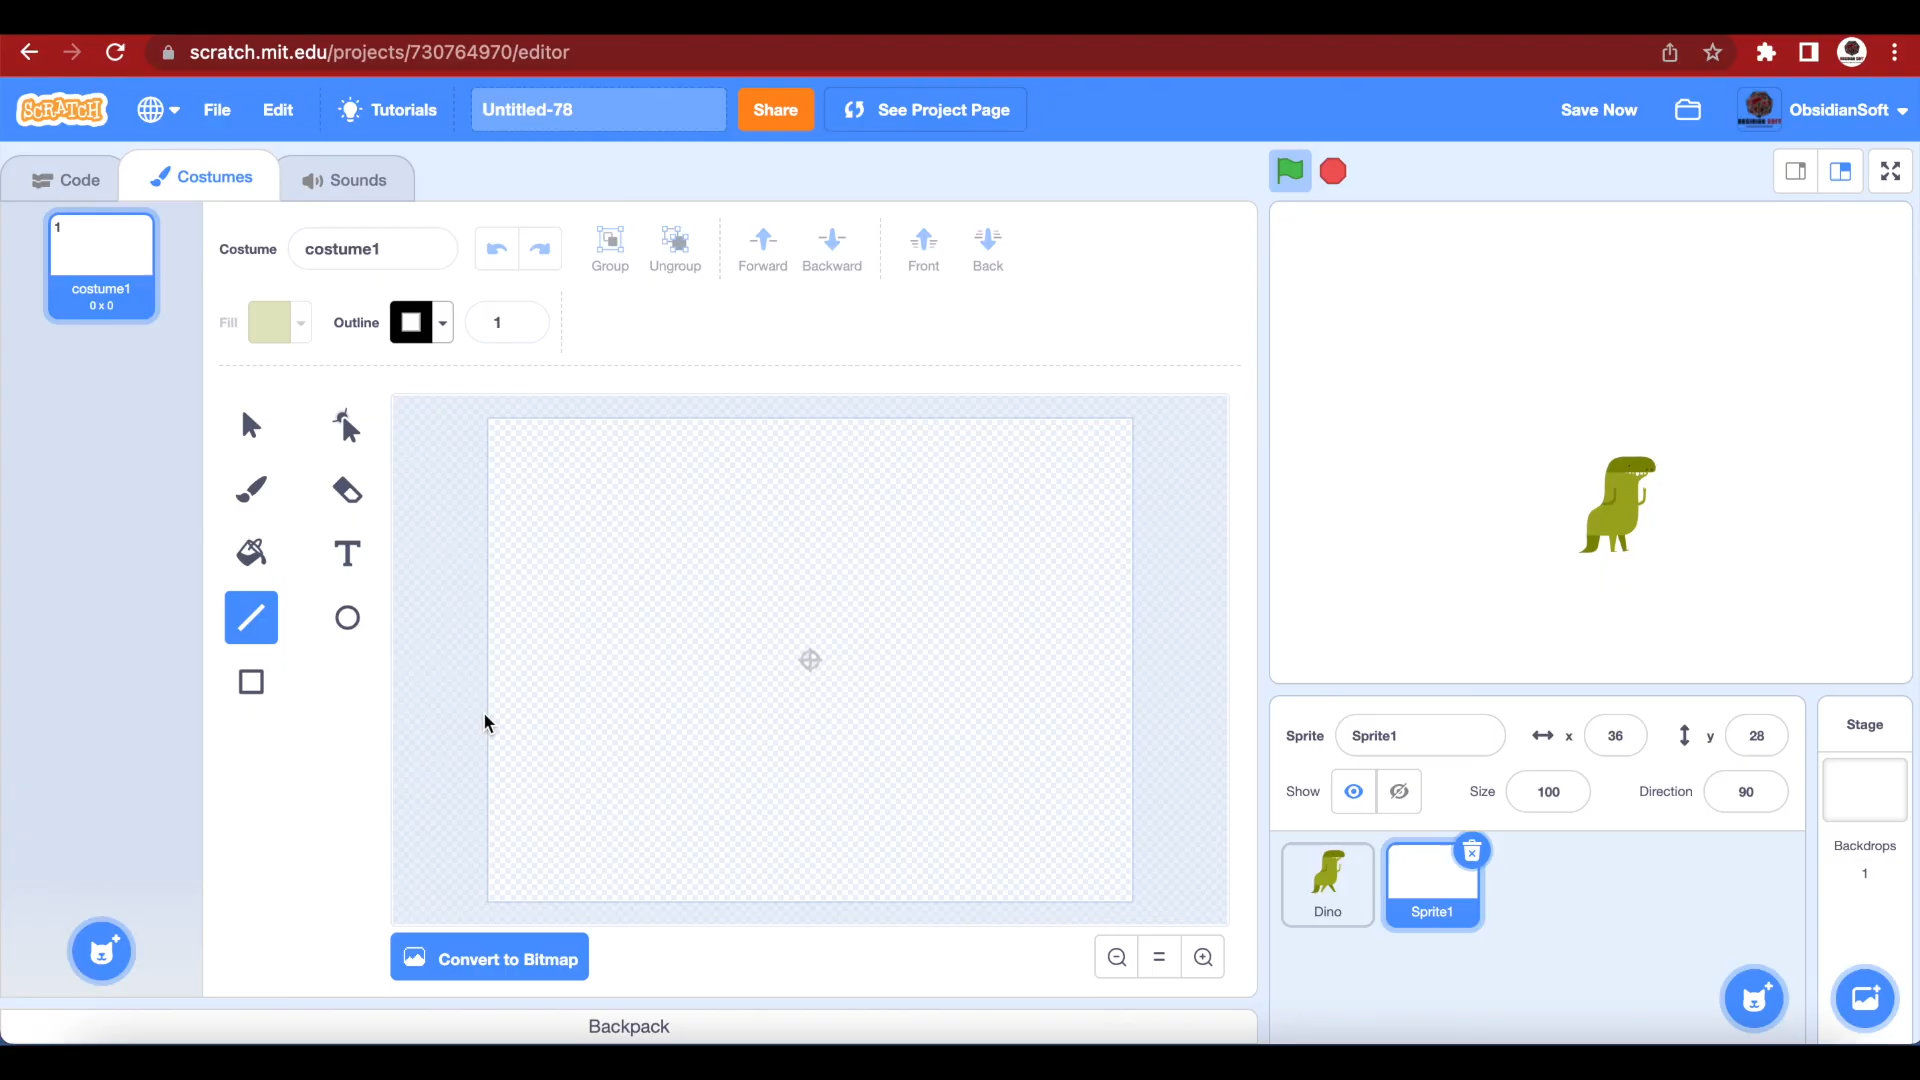 scratch.mit.edu/projects/730764970/editor
SCRATCH File Edit Tutorials Untitled-78 Share See Project Page Save Now ObsidianSoft
Code Costumes Sounds
1
costume1
0 x 0
Costume costume1 Group Ungroup Forward Backward Front Back
Fill Outline 1
T
Convert to Bitmap
Backpack
Sprite Sprite1 x 36 y 28
Show Size 100 Direction 90
Dino Sprite1
Stage
Backdrops
1